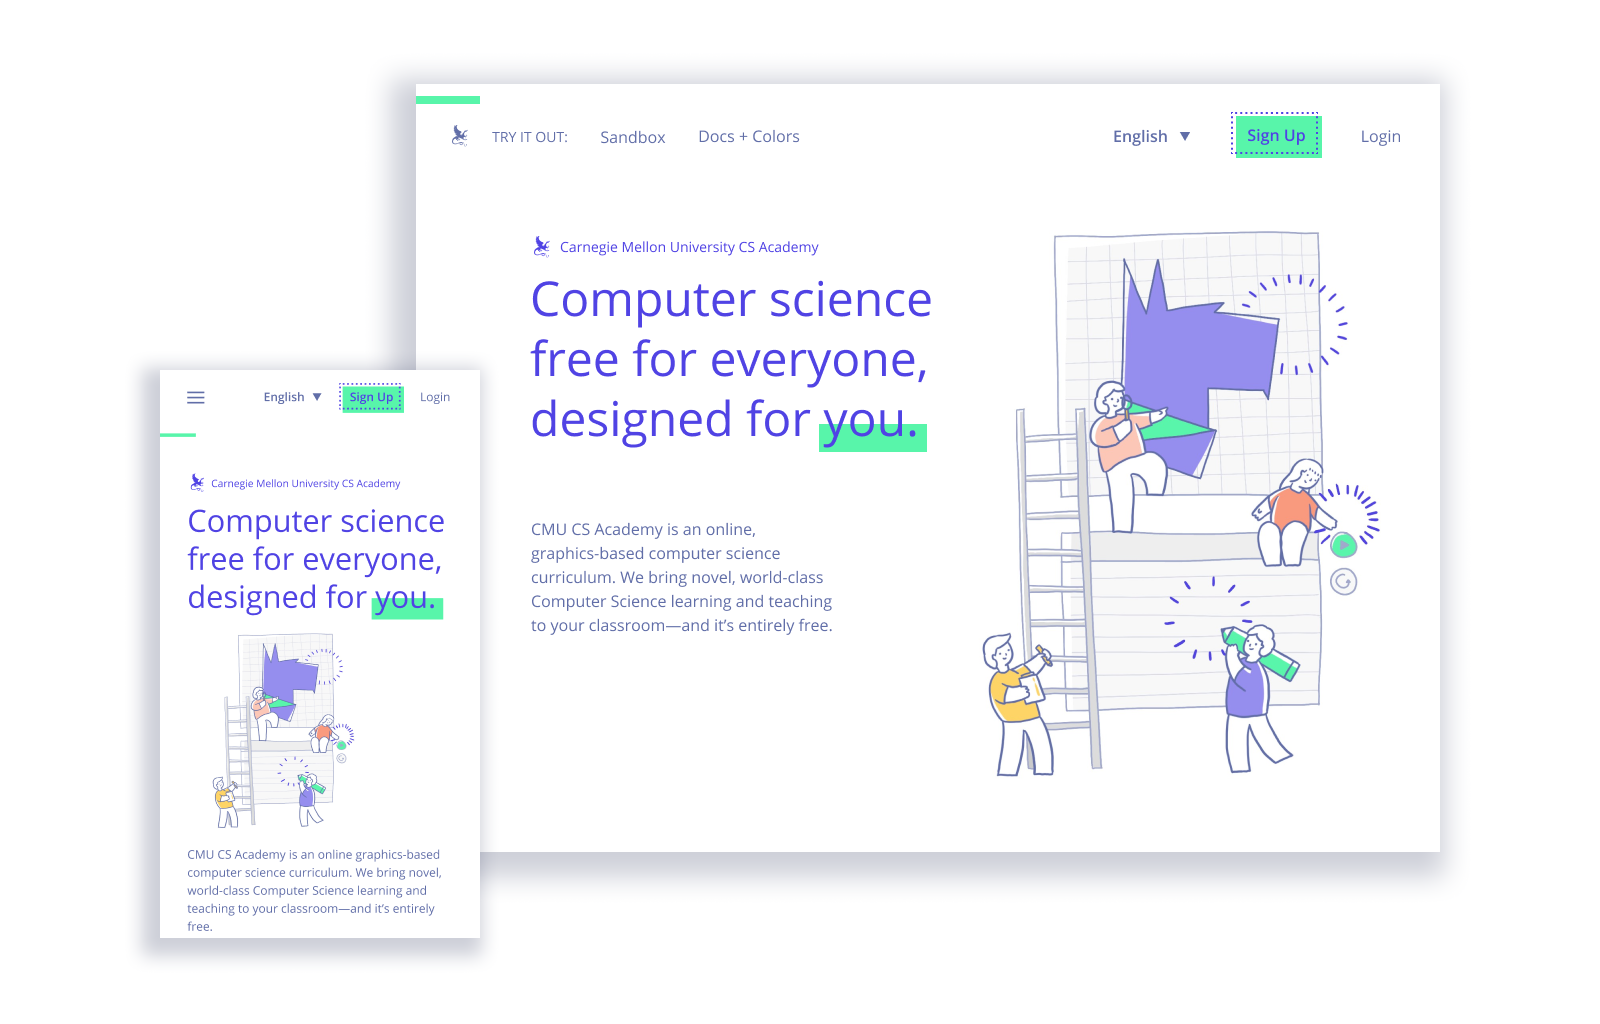 TRY IT OUT: Sandbox Docs + Colors English Sign Up Login
Carnegie Mellon University CS Academy
Computer science
free for everyone,
designed for you.
CMU CS Academy is an online,
graphics-based computer science
curriculum. We bring novel, world-class
Computer Science learning and teaching
to your classroom—and it’s entirely free.
English Sign Up Login
Carnegie Mellon University CS Academy
Computer science
free for everyone,
designed for you.
CMU CS Academy is an online graphics-based
computer science curriculum. We bring novel,
world-class Computer Science learning and
teaching to your classroom—and it’s entirely
free.